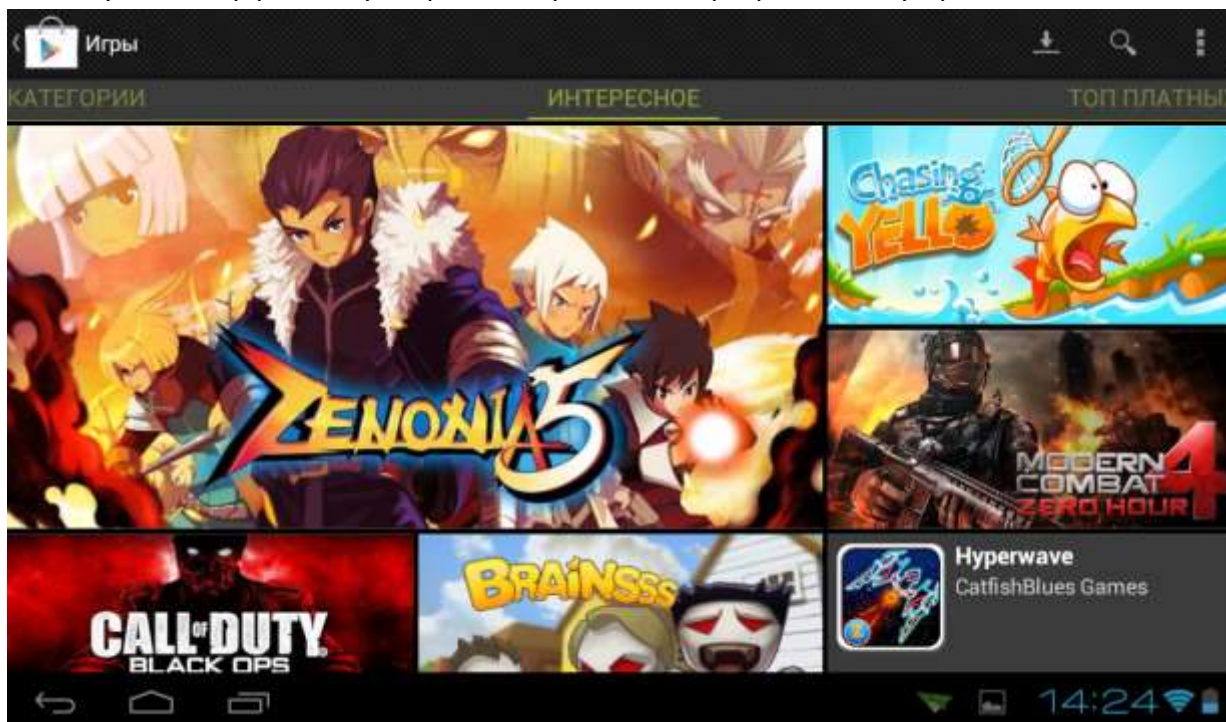 Игры
КАТЕГОРИИ
ИНТЕРЕСНОЕ
ТОП ПЛАТНЫ
Chasing
YELLO
ZENONIA 5
MODERN
COMBAT 4
ZERO HOUR
CALL OF DUTY
BLACK OPS
BRAINSSS
Hyperwave
CatfishBlues Games
14:24